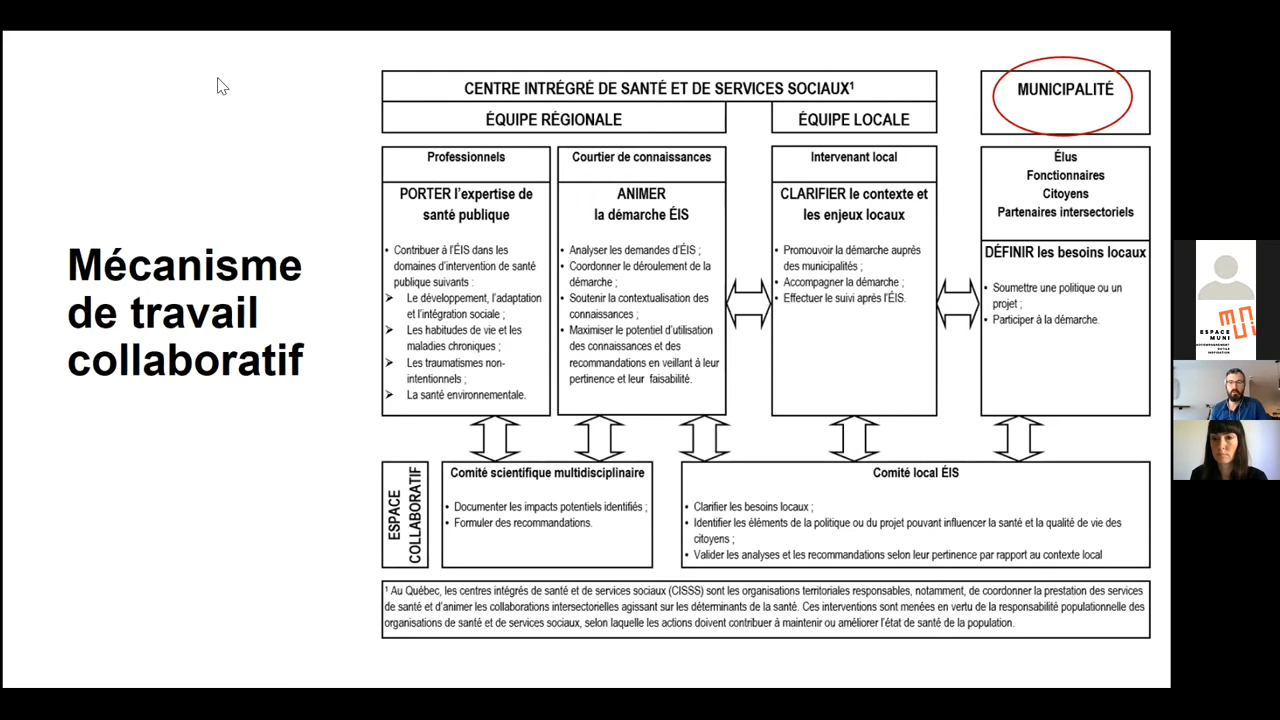 Mécanisme
de travail
collaboratif
CENTRE INTRÉGRÉ DE SANTÉ ET DE SERVICES SOCIAUX¹
MUNICIPALITÉ
ÉQUIPE RÉGIONALE
ÉQUIPE LOCALE
Professionnels
PORTER l’expertise de
santé publique
• Contribuer à l’ÉIS dans les
domaines d’intervention de santé
publique suivants :
➢ Le développement, l’adaptation
et l’intégration sociale ;
➢ Les habitudes de vie et les
maladies chroniques ;
➢ Les traumatismes non-
intentionnels ;
➢ La santé environnementale.
Courtier de connaissances
ANIMER
la démarche ÉIS
• Analyser les demandes d’ÉIS ;
• Coordonner le déroulement de la
démarche ;
• Soutenir la contextualisation des
connaissances ;
• Maximiser le potentiel d’utilisation
des connaissances et des
recommandations en veillant à leur
pertinence et leur faisabilité.
Intervenant local
CLARIFIER le contexte et
les enjeux locaux
• Promouvoir la démarche auprès
des municipalités ;
• Accompagner la démarche ;
• Effectuer le suivi après l’ÉIS.
Élus
Fonctionnaires
Citoyens
Partenaires intersectoriels
DÉFINIR les besoins locaux
• Soumettre une politique ou un
projet ;
• Participer à la démarche.
ESPACE
COLLABORATIF
Comité scientifique multidisciplinaire
• Documenter les impacts potentiels identifiés ;
• Formuler des recommandations.
Comité local ÉIS
• Clarifier les besoins locaux ;
• Identifier les éléments de la politique ou du projet pouvant influencer la santé et la qualité de vie des
citoyens ;
• Valider les analyses et les recommandations selon leur pertinence par rapport au contexte local
¹ Au Québec, les centres intégrés de santé et de services sociaux (CISSS) sont les organisations territoriales responsables, notamment, de coordonner la prestation des services
de santé et d’animer les collaborations intersectorielles agissant sur les déterminants de la santé. Ces interventions sont menées en vertu de la responsabilité populationnelle des
organisations de santé et de services sociaux, selon laquelle les actions doivent contribuer à maintenir ou améliorer l’état de santé de la population.
ESPACE
MUNI
ACCOMPAGNEMENT
OUTILS
INSPIRATION